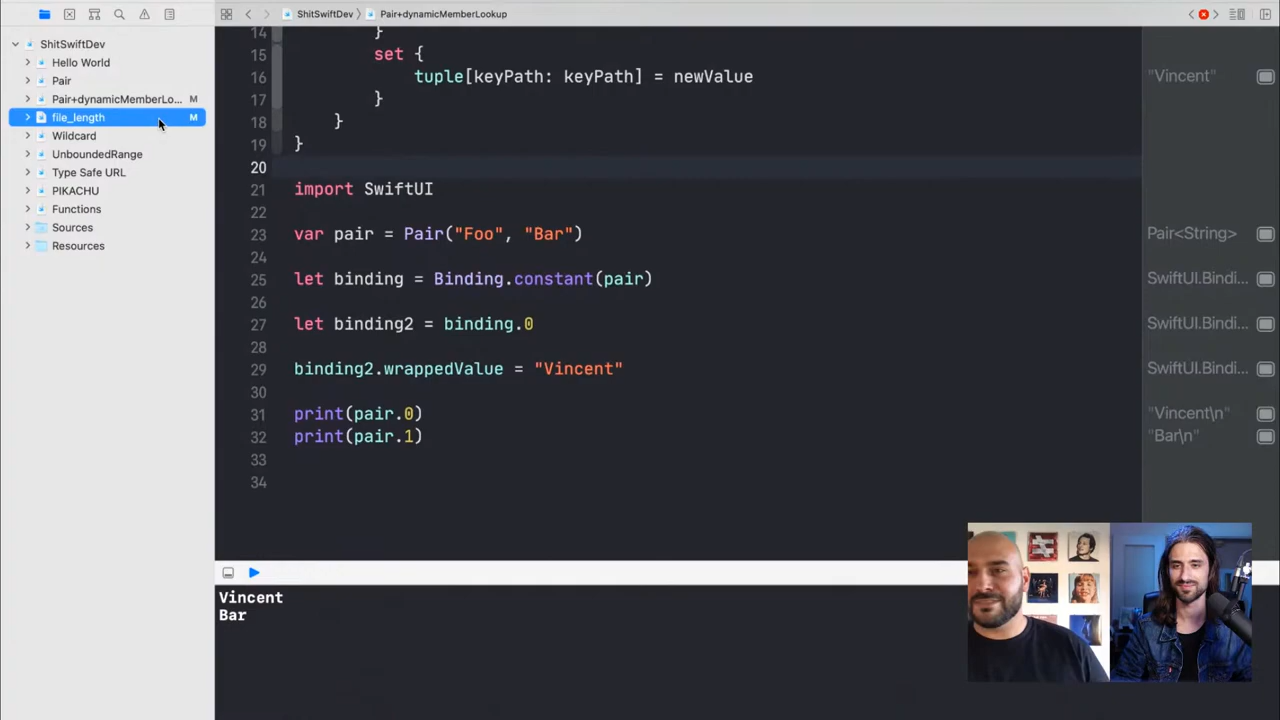 ShitSwiftDev
Pair+dynamicMemberLookup
ShitSwiftDev
Hello World
Pair
Pair+dynamicMemberLo... M
file_length M
Wildcard
UnboundedRange
Type Safe URL
PIKACHU
Functions
Sources
Resources
14 }
15 set {
16 tuple[keyPath: keyPath] = newValue
17 }
18 }
19 }
20
21 import SwiftUI
22
23 var pair = Pair("Foo", "Bar")
24
25 let binding = Binding.constant(pair)
26
27 let binding2 = binding.0
28
29 binding2.wrappedValue = "Vincent"
30
31 print(pair.0)
32 print(pair.1)
33
34
"Vincent"
Pair<String>
SwiftUI.Bindi...
SwiftUI.Bindi...
SwiftUI.Bindi...
"Vincent\n"
"Bar\n"
Vincent
Bar